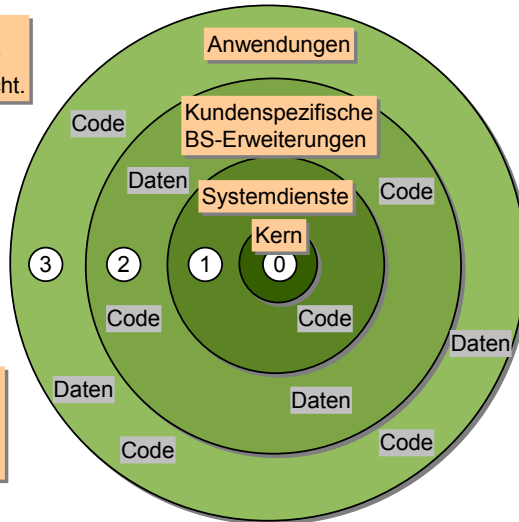 Anwendungen
cht.
Code
Kundenspezifische
BS-Erweiterungen
Daten
Code
Systemdienste
Kern
3
2
1
0
Code
Code
Daten
Daten
Daten
Code
Code